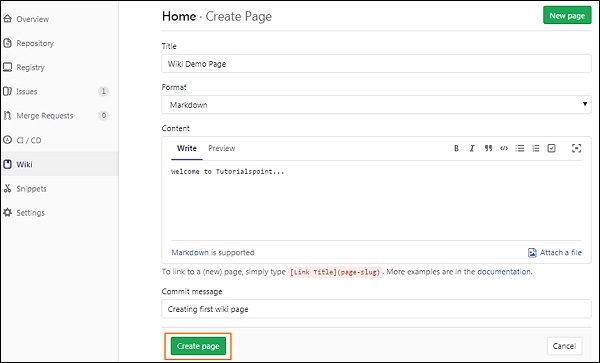 Overview
Repository
Registry
Issues 1
Merge Requests 0
CI / CD
Wiki
Snippets
Settings
Home · Create Page
New page
Title
Wiki Demo Page
Format
Markdown
Content
Write Preview
B I
Welcome to Tutorialspoint...
Markdown is supported
Attach a file
To link to a (new) page, simply type [Link Title](page-slug). More examples are in the documentation.
Commit message
Creating first wiki page
Create page
Cancel